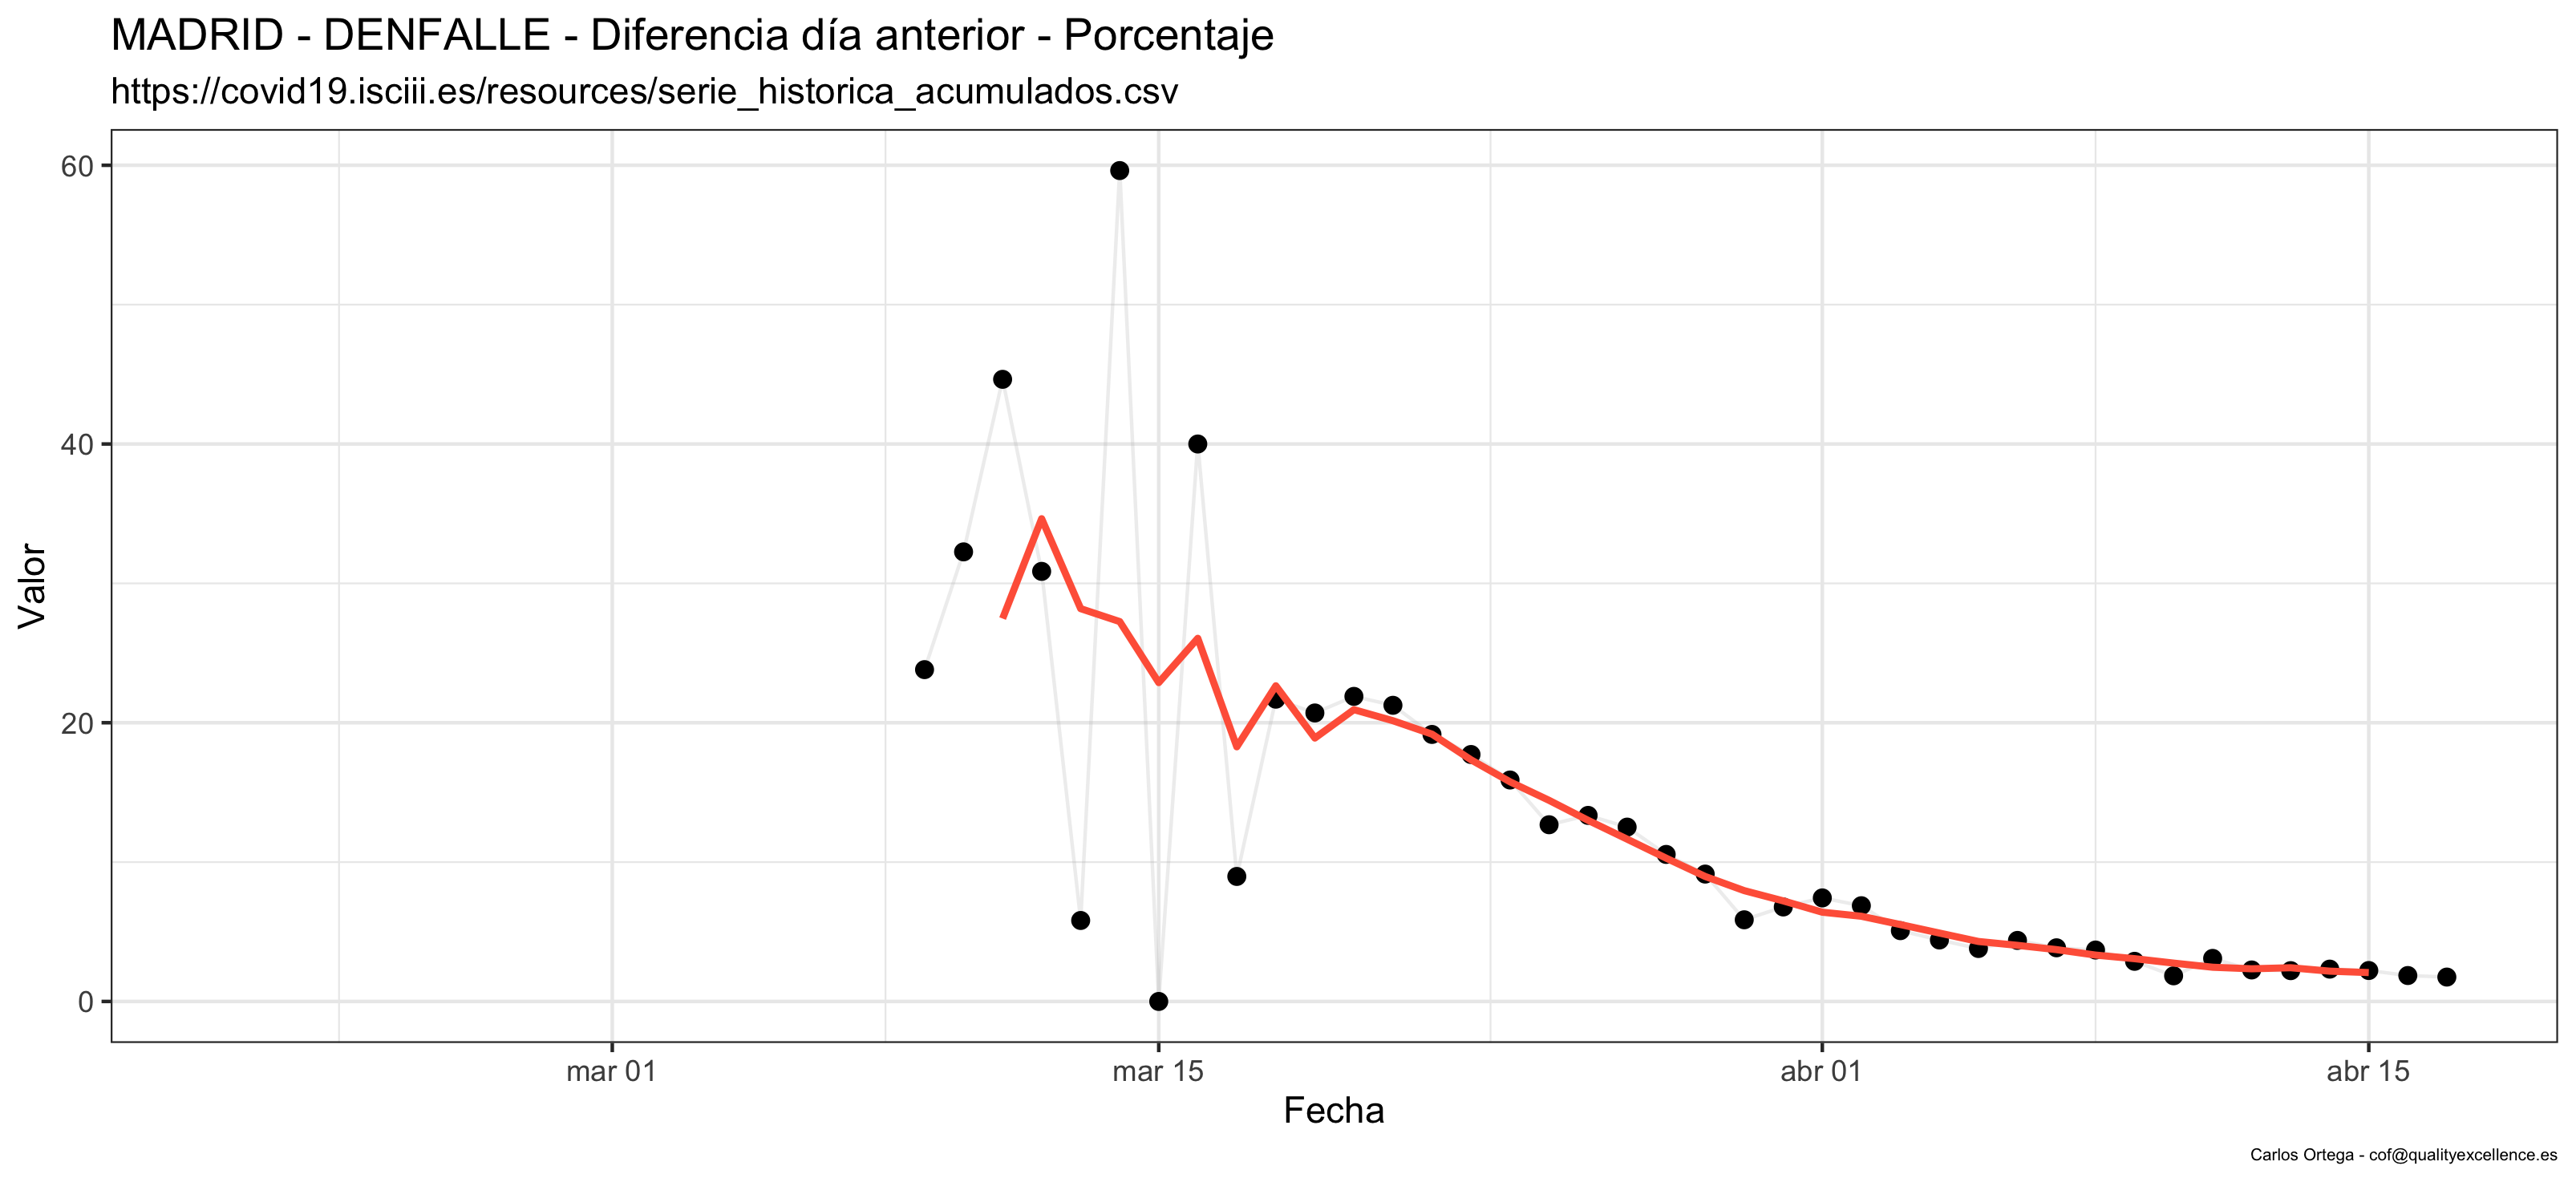 MADRID - DENFALLE - Diferencia día anterior - Porcentaje
https://covid19.isciii.es/resources/serie_historica_acumulados.csv
60
40
20
0
Valor
mar 01
mar 15
abr 01
abr 15
Fecha
Carlos Ortega - cof@qualityexcellence.es